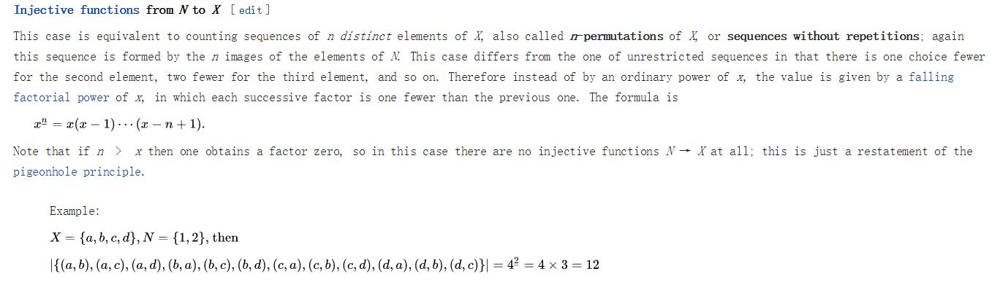 Injective functions from N to X [edit]
This case is equivalent to counting sequences of n distinct elements of X, also called n-permutations of X, or sequences without repetitions; again
this sequence is formed by the n images of the elements of N. This case differs from the one of unrestricted sequences in that there is one choice fewer
for the second element, two fewer for the third element, and so on. Therefore instead of by an ordinary power of x, the value is given by a falling
factorial power of x, in which each successive factor is one fewer than the previous one. The formula is
x^{\underline{n}} = x(x − 1) ⋯ (x − n + 1).
Note that if n > x then one obtains a factor zero, so in this case there are no injective functions N → X at all; this is just a restatement of the
pigeonhole principle.
Example:
X = {a, b, c, d}, N = {1, 2}, then
|{(a, b), (a, c), (a, d), (b, a), (b, c), (b, d), (c, a), (c, b), (c, d), (d, a), (d, b), (d, c)}| = 4^{\underline{2}} = 4 × 3 = 12